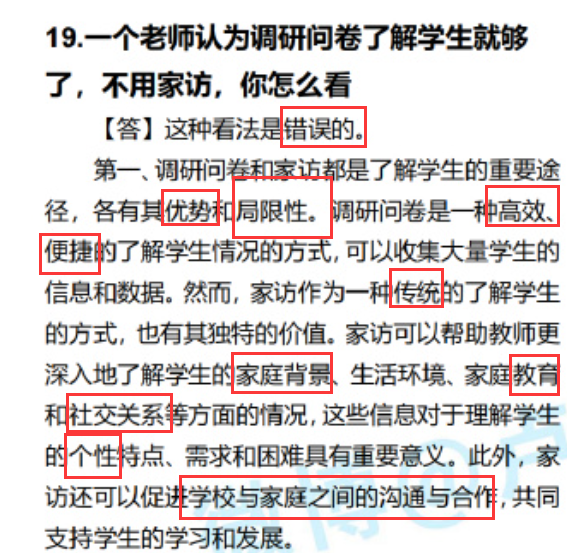 19.一个老师认为调研问卷了解学生就够
了，不用家访，你怎么看
【答】这种看法是错误的。
第一、调研问卷和家访都是了解学生的重要途
径，各有其优势和局限性。调研问卷是一种高效、
便捷的了解学生情况的方式，可以收集大量学生的
信息和数据。然而，家访作为一种传统的了解学生
的方式，也有其独特的价值。家访可以帮助教师更
深入地了解学生的家庭背景、生活环境、家庭教育
和社交关系等方面的情况，这些信息对于理解学生
的个性特点、需求和困难具有重要意义。此外，家
访还可以促进学校与家庭之间的沟通与合作，共同
支持学生的学习和发展。
微博@卢